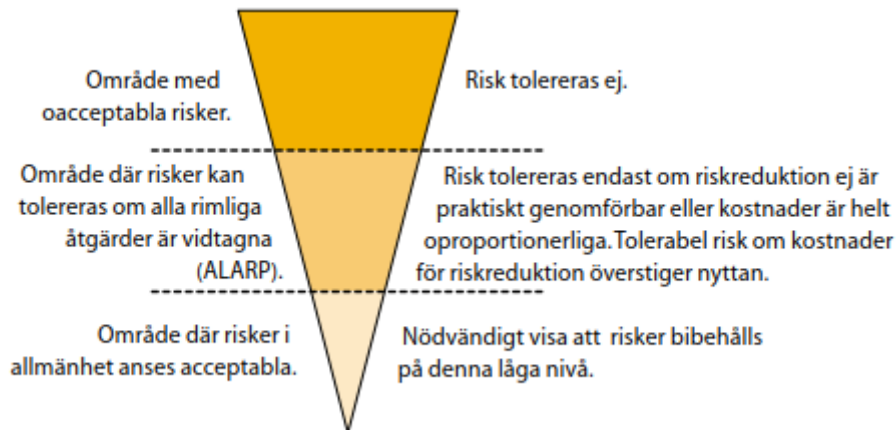 Område med
oacceptabla risker.
Risk tolereras ej.
Område där risker kan
tolereras om alla rimliga
åtgärder är vidtagna
(ALARP).
Risk tolereras endast om riskreduktion ej är
praktiskt genomförbar eller kostnader är helt
oproportionerliga. Tolerabel risk om kostnader
för riskreduktion överstiger nyttan.
Område där risker i
allmänhet anses acceptabla.
Nödvändigt visa att risker bibehålls
på denna låga nivå.